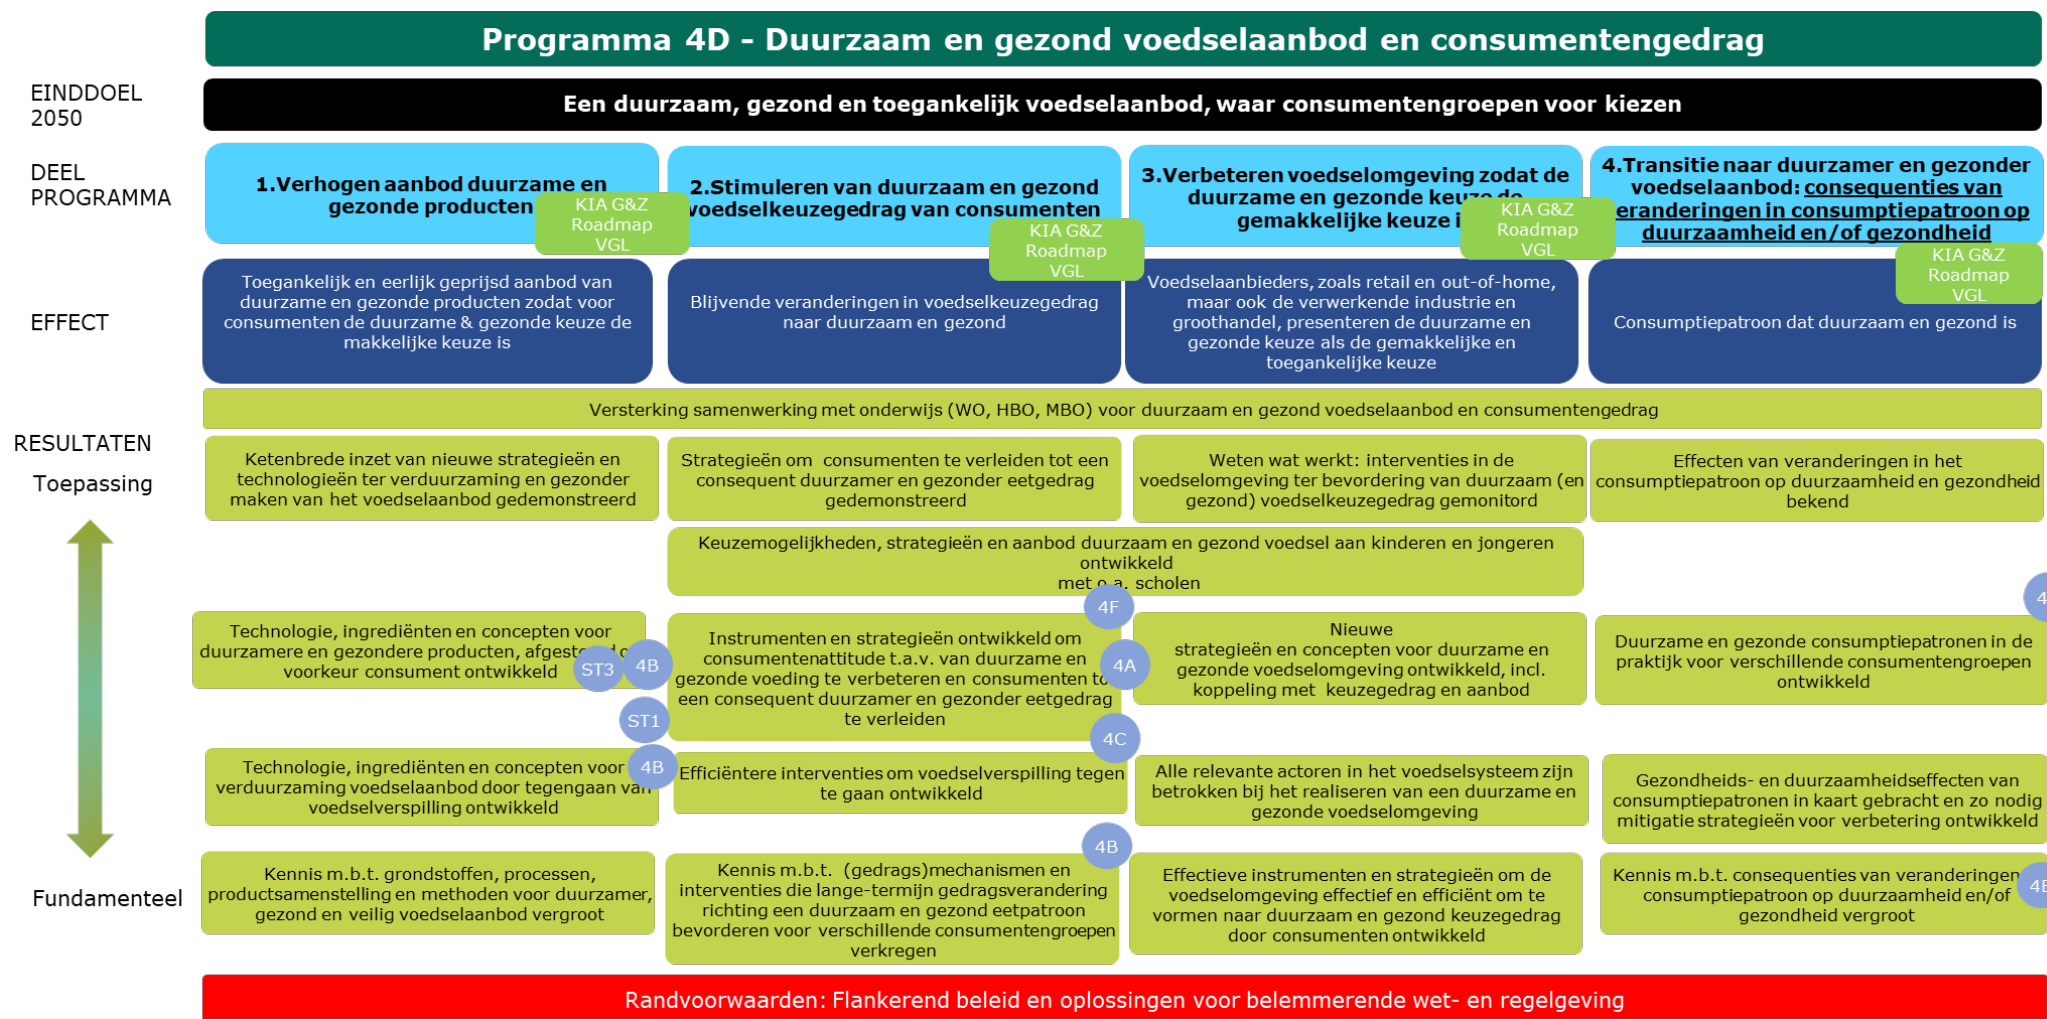 Programma 4D - Duurzaam en gezond voedselaanbod en consumentengedrag
EINDDOEL
2050
Een duurzaam, gezond en toegankelijk voedselaanbod, waar consumentengroepen voor kiezen
DEEL
PROGRAMMA
1.Verhogen aanbod duurzame en
gezonde producten
KIA G&Z
Roadmap
VGL
2.Stimuleren van duurzaam en gezond
voedselkeuzegedrag van consumenten
KIA G&Z
Roadmap
VGL
3.Verbeteren voedselomgeving zodat de
duurzame en gezonde keuze de
gemakkelijke keuze
KIA G&Z
Roadmap
VGL
4.Transitie naar duurzamer en gezonder
voedselaanbod: consequenties van
veranderingen in consumptiepatroon op
duurzaamheid en/of gezondheid
KIA G&Z
Roadmap
VGL
EFFECT
Toegankelijk en eerlijk geprijsd aanbod van
duurzame en gezonde producten zodat voor
consumenten de duurzame & gezonde keuze de
makkelijke keuze is
Blijvende veranderingen in voedselkeuzegedrag
naar duurzaam en gezond
Voedselaanbieders, zoals retail en out-of-home,
maar ook de verwerkende industrie en
groothandel, presenteren de duurzame en
gezonde keuze als de gemakkelijke en
toegankelijke keuze
Consumptiepatroon dat duurzaam en gezond is
Versterking samenwerking met onderwijs (WO, HBO, MBO) voor duurzaam en gezond voedselaanbod en consumentengedrag
RESULTATEN
Toepassing
Ketenbrede inzet van nieuwe strategieën en
technologieën ter verduurzaming en gezonder
maken van het voedselaanbod gedemonstreerd
Strategieën om consumenten te verleiden tot een
consequent duurzamer en gezonder eetgedrag
gedemonstreerd
Weten wat werkt: interventies in de
voedselomgeving ter bevordering van duurzaam (en
gezond) voedselkeuzegedrag gemonitord
Effecten van veranderingen in het
consumptiepatroon op duurzaamheid en gezondheid
bekend
Keuzemogelijkheden, strategieën en aanbod duurzaam en gezond voedsel aan kinderen en jongeren
ontwikkeld
met o.a. scholen
Technologie, ingrediënten en concepten voor
duurzamere en gezondere producten, afgestemd
voorkeur consument ontwikkeld
ST3
4B
ST1
4F
Instrumenten en strategieën ontwikkeld om
consumentenattitude t.a.v. van duurzame en
gezonde voeding te verbeteren en consumenten tot
een consequent duurzamer en gezonder eetgedrag
te verleiden
4A
4C
Nieuwe
strategieën en concepten voor duurzame en
gezonde voedselomgeving ontwikkeld, incl.
koppeling met keuzegedrag en aanbod
4
Duurzame en gezonde consumptiepatronen in de
praktijk voor verschillende consumentengroepen
ontwikkeld
Technologie, ingrediënten en concepten voor
verduurzaming voedselaanbod door tegengaan van
voedselverspilling ontwikkeld
4B
Efficiëntere interventies om voedselverspilling tegen
te gaan ontwikkeld
Alle relevante actoren in het voedselsysteem zijn
betrokken bij het realiseren van een duurzame en
gezonde voedselomgeving
Gezondheids- en duurzaamheidseffecten van
consumptiepatronen in kaart gebracht en zo nodig
mitigatie strategieën voor verbetering ontwikkeld
Fundamenteel
Kennis m.b.t. grondstoffen, processen,
productsamenstelling en methoden voor duurzamer,
gezond en veilig voedselaanbod vergroot
4B
Kennis m.b.t. (gedrags)mechanismen en
interventies die lange-termijn gedragsverandering
richting een duurzaam en gezond eetpatroon
bevorderen voor verschillende consumentengroepen
verkregen
Effectieve instrumenten en strategieën om de
voedselomgeving effectief en efficiënt om te
vormen naar duurzaam en gezond keuzegedrag
door consumenten ontwikkeld
Kennis m.b.t. consequenties van veranderingen
consumptiepatroon op duurzaamheid en/of
gezondheid vergroot
Randvoorwaarden: Flankerend beleid en oplossingen voor belemmerende wet- en regelgeving